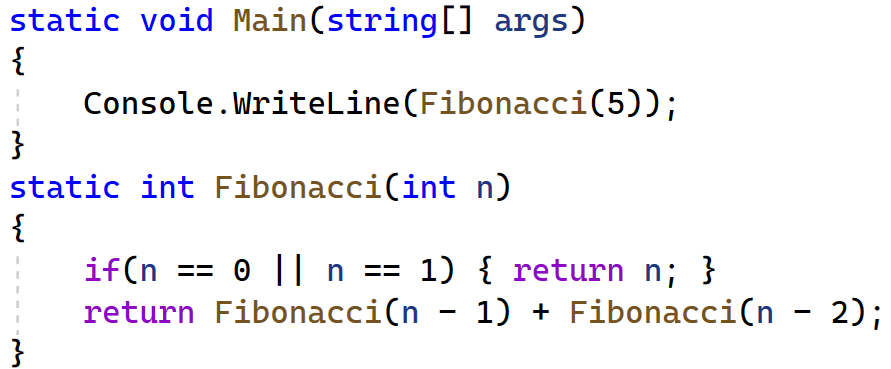 static void Main(string[] args)
{
    Console.WriteLine(Fibonacci(5));
}
static int Fibonacci(int n)
{
    if(n == 0 || n == 1) { return n; }
    return Fibonacci(n - 1) + Fibonacci(n - 2);
}